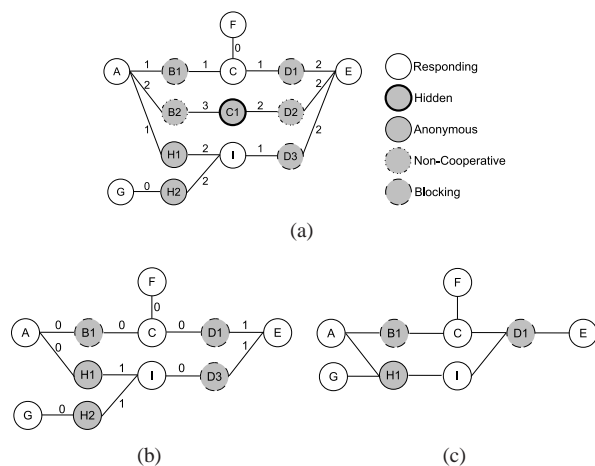 F
0
A 1 B1 1 C 1 D1 2 E
2 2
B2 3 C1 2 D2
1 2
H1 2 I 1 D3
G 0 H2 2
Responding
Hidden
Anonymous
Non-Cooperative
Blocking
(a)
F
0
A 0 B1 0 C 0 D1 1 E
0 1
H1 1 I 0 D3
G 0 H2 1
(b)
F
A B1 C D1 E
G H1 I
(c)